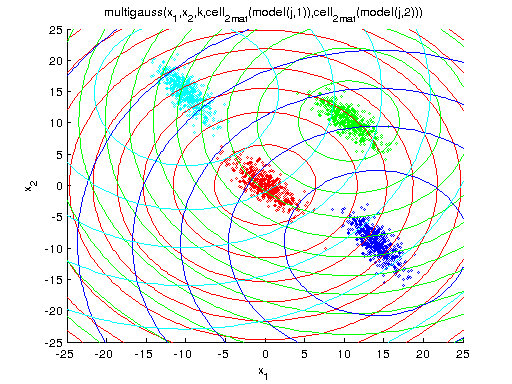 multigauss(x1,x2,k,cell2mat(model(j,1)),cell2mat(model(j,2)))
25
20
15
10
5
0
-5
-10
-15
-20
-25
x2
-25 -20 -15 -10 -5 0 5 10 15 20 25
x1